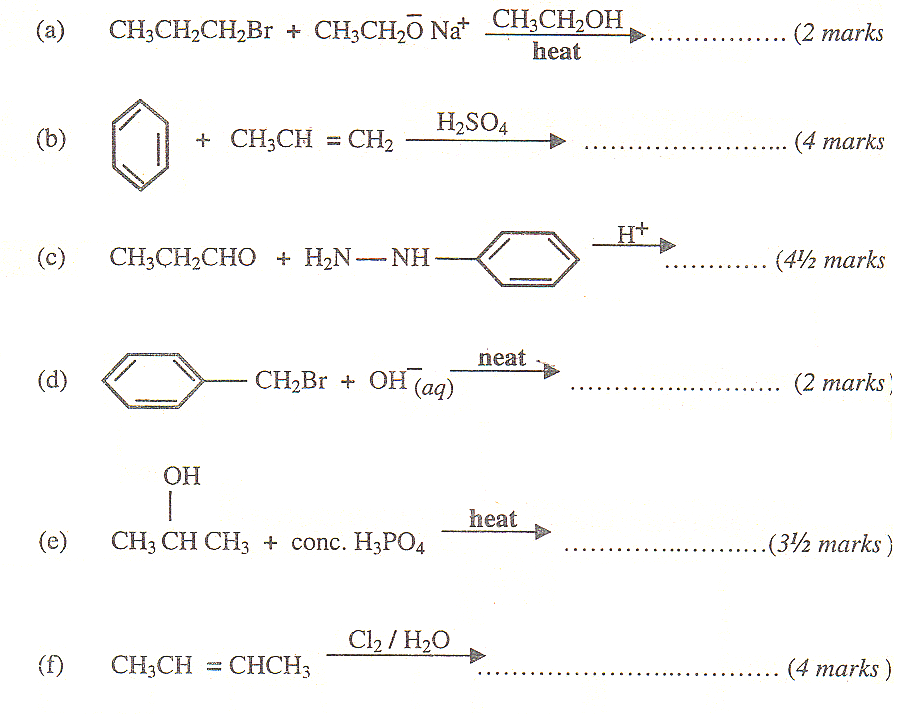 (a) CH₃CH₂CH₂Br + CH₃CH₂Ō Na⁺ CH₃CH₂OH heat ................ (2 marks
(b) + CH₃CH = CH₂ H₂SO₄ ........................ (4 marks
(c) CH₃CH₂CHO + H₂N—NH— H⁺ ............ (4½ marks
(d) —CH₂Br + OH⁻(aq) neat ......................... (2 marks)
OH
(e) CH₃ CH CH₃ + conc. H₃PO₄ heat ........................(3½ marks)
(f) CH₃CH = CHCH₃ Cl₂ / H₂O .................................... (4 marks)